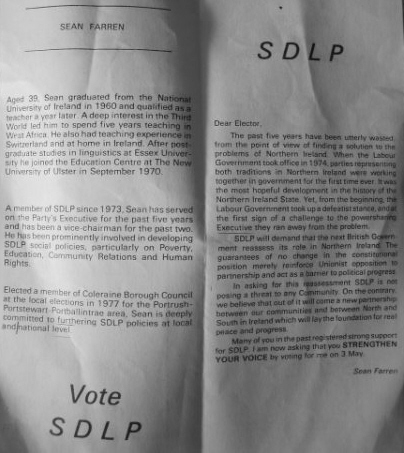 SEAN FARREN
Aged 39, Sean graduated from the National
University of Ireland in 1960 and qualified as a
teacher a year later. A deep interest in the Third
World led him to spend five years teaching in
West Africa. He also had teaching experience in
Switzerland and at home in Ireland. After post-
graduate studies in linguistics at Essex Univer-
sity he joined the Education Centre at The New
University of Ulster in September 1970.
A member of SDLP since 1973, Sean has served
on the Party's Executive for the past five years
and has been a vice-chairman for the past two.
He has been prominently involved in developing
SDLP social policies, particularly on Poverty,
Education, Community Relations and Human
Rights.
Elected a member of Coleraine Borough Council
at the local elections in 1977 for the Portrush-
Portstewart-Portballintrae area, Sean is deeply
committed to furthering SDLP policies at local
and national level.
Vote
SDLP
SDLP
Dear Elector,
The past five years have been utterly wasted
from the point of view of finding a solution to the
problems of Northern Ireland. When the Labour
Government took office in 1974, parties representing
both traditions in Northern Ireland were working
together in government for the first time ever. It was
the most hopeful development in the history of the
Northern Ireland State. Yet, from the beginning, the
Labour Government took up a defeatist stance, and at
the first sign of a challenge to the powersharing
Executive they ran away from the problem.
SDLP will demand that the next British Govern-
ment reassess its role in Northern Ireland. The
guarantees of no change in the constitutional
position merely reinforce Unionist opposition to
partnership and act as a barrier to political progress.
In asking for this reassessment SDLP is not
posing a threat to any Community. On the contrary,
we believe that out of it will come a new partnership
between our communities and between North and
South in Ireland which will lay the foundation for real
peace and progress.
Many of you in the past registered strong support
for SDLP. I am now asking that you STRENGTHEN
YOUR VOICE by voting for me on 3 May.
Sean Farren